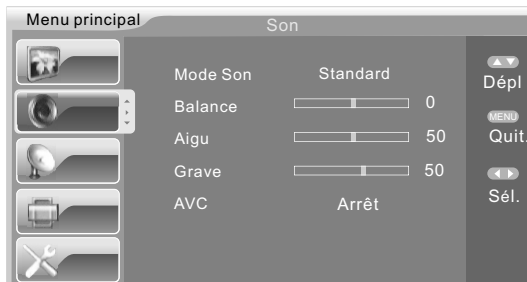 Menu principal
Son
Mode Son Standard
Balance 0
Aigu 50
Grave 50
AVC Arrêt
Dépl
MENU
Quit.
Sél.